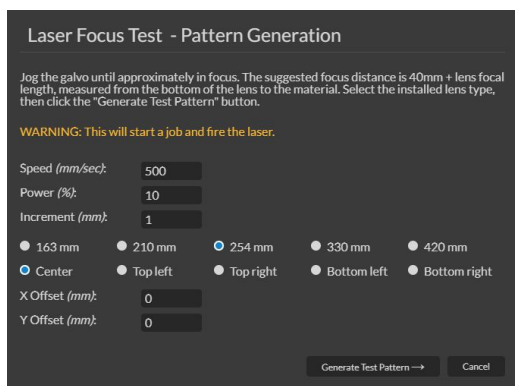 Laser Focus Test - Pattern Generation
Jog the galvo until approximately in focus. The suggested focus distance is 40mm + lens focal
length, measured from the bottom of the lens to the material. Select the installed lens type,
then click the "Generate Test Pattern" button.
WARNING: This will start a job and fire the laser.
Speed (mm/sec): 500
Power (%): 10
Increment (mm): 1
163 mm 210 mm 254 mm 330 mm 420 mm
Center Top left Top right Bottom left Bottom right
X Offset (mm): 0
Y Offset (mm): 0
Generate Test Pattern → Cancel